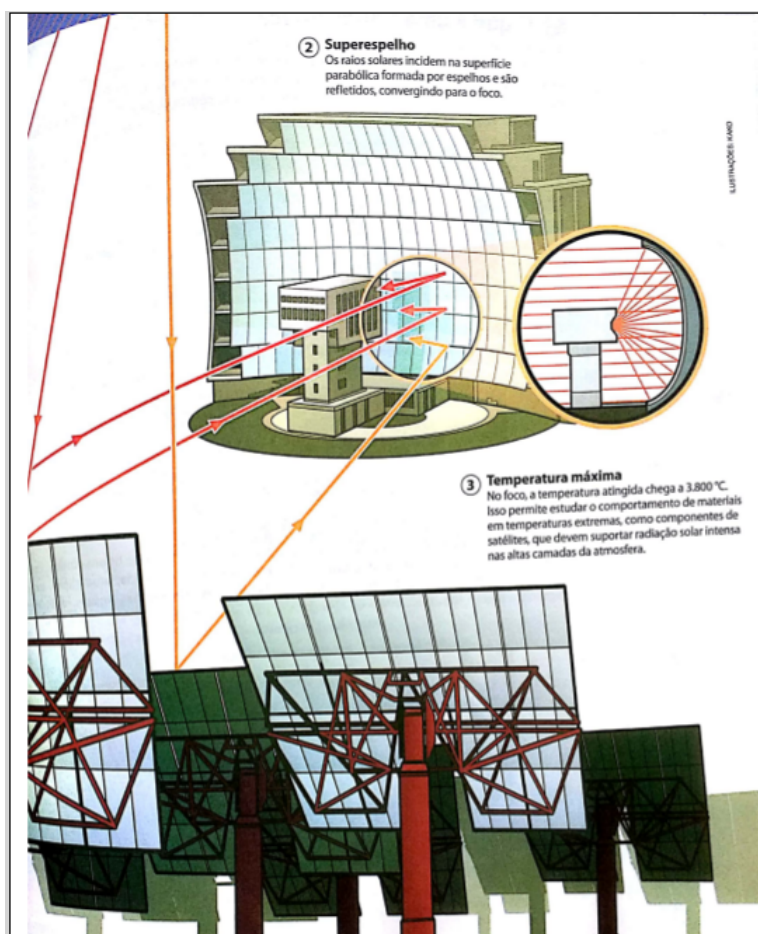 2 Superespelho
Os raios solares incidem na superfície
parabólica formada por espelhos e são
refletidos, convergindo para o foco.
ILUSTRAÇÕES: KAKO
3 Temperatura máxima
No foco, a temperatura atingida chega a 3.800 °C.
Isso permite estudar o comportamento de materiais
em temperaturas extremas, como componentes de
satélites, que devem suportar radiação solar intensa
nas altas camadas da atmosfera.